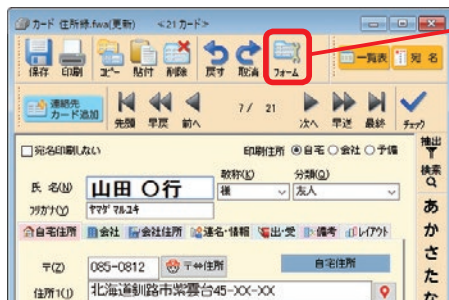 カード 住所録.fwa(更新) <21カード>
保存 印刷 コピー 貼付 削除 戻す 取消 フォーム 一覧表 宛 名
連絡先カード追加 先頭 早戻 前へ 7 / 21 次へ 早送 最終 チェック
抽出
検索
あ
か
さ
た
な
宛名印刷しない 印刷住所 自宅 会社 予備
敬称(K) 分類(Q)
氏 名(N) 山田 〇行 様 友人
フリガナ(Y) ヤマダ マルユキ
自宅住所 会社 会社住所 連名・情報 出・受 備考 レイアウト
〒(Z) 085-0812 〒⇔住所 自宅住所
住所1(J) 北海道釧路市紫雲台45-XX-XX